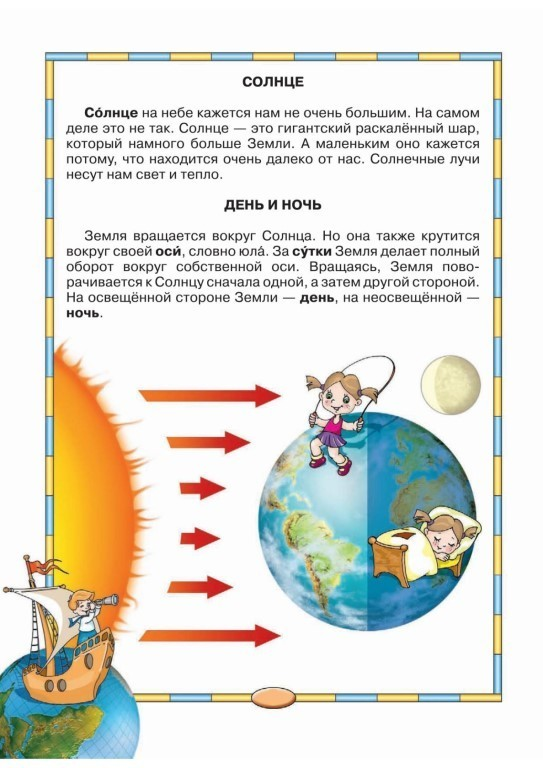 СОЛНЦЕ
Со́лнце на небе кажется нам не очень большим. На самом
деле это не так. Солнце — это гигантский раскалённый шар,
который намного больше Земли. А маленьким оно кажется
потому, что находится очень далеко от нас. Солнечные лучи
несут нам свет и тепло.
ДЕНЬ И НОЧЬ
Земля вращается вокруг Солнца. Но она также крутится
вокруг своей оси́, словно юла́. За су́тки Земля делает полный
оборот вокруг собственной оси. Вращаясь, Земля пово-
рачивается к Солнцу сначала одной, а затем другой стороной.
На освещённой стороне Земли — день, на неосвещённой —
ночь.